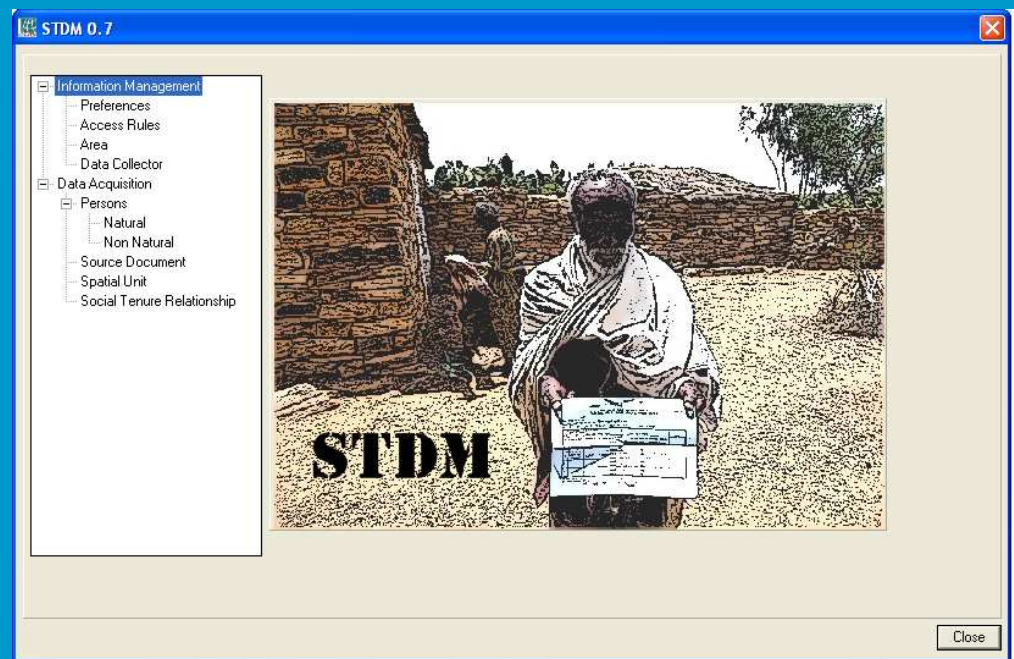 STDM 0.7
Information Management
Preferences
Access Rules
Area
Data Collector
Data Acquisition
Persons
Natural
Non Natural
Source Document
Spatial Unit
Social Tenure Relationship
STDM
Close